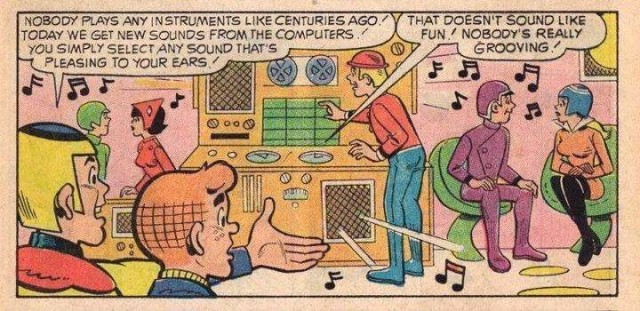 NOBODY PLAYS ANY INSTRUMENTS LIKE CENTURIES AGO!
TODAY WE GET NEW SOUNDS FROM THE COMPUTERS!
YOU SIMPLY SELECT ANY SOUND THAT'S
PLEASING TO YOUR EARS!
THAT DOESN'T SOUND LIKE
FUN! NOBODY'S REALLY
GROOVING!